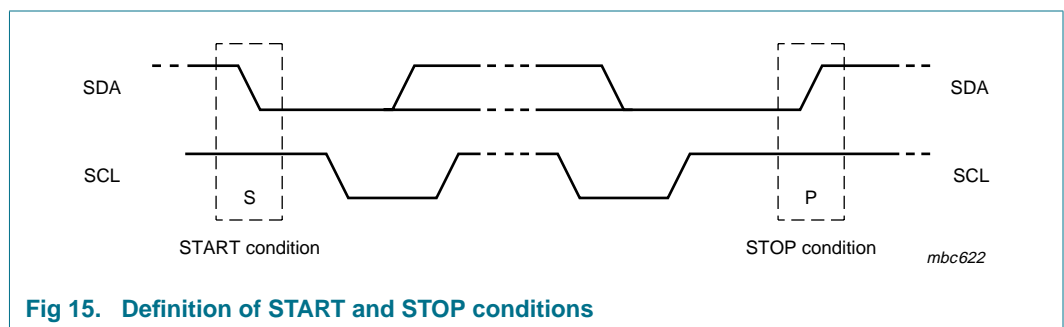 SDA SDA
SCL SCL
S P
START condition STOP condition
mbc622
Fig 15. Definition of START and STOP conditions